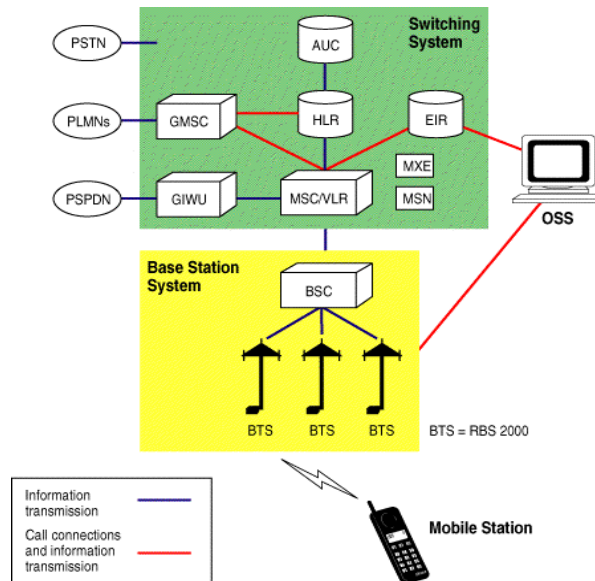 Switching
System
PSTN
AUC
PLMNs
GMSC
HLR
EIR
MXE
PSPDN
GIWU
MSC/VLR
MSN
OSS
Base Station
System
BSC
BTS
BTS
BTS
BTS = RBS 2000
Information
transmission
Call connections
and information
transmission
Mobile Station